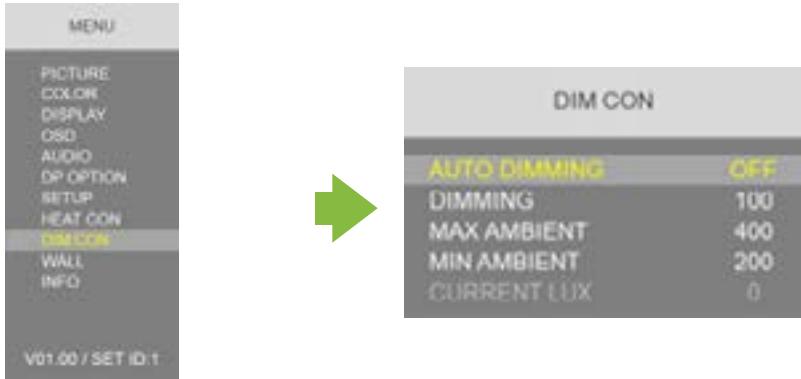 MENU
PICTURE
COLOR
DISPLAY
OSD
AUDIO
DP OPTION
SETUP
HEAT CON
DIM CON
WALL
INFO
V01.00 / SET ID:1
DIM CON
AUTO DIMMING OFF
DIMMING 100
MAX AMBIENT 400
MIN AMBIENT 200
CURRENT LUX 0